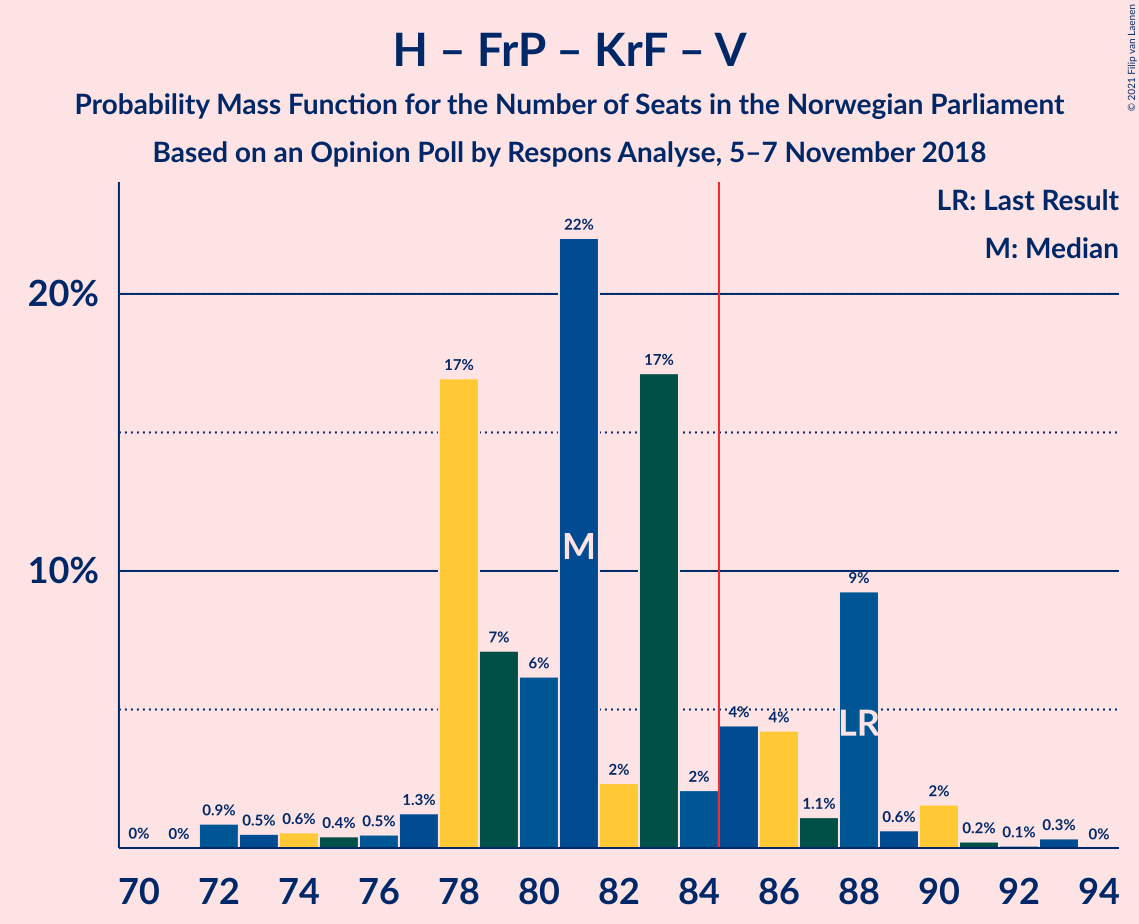 H – FrP – KrF – V
Probability Mass Function for the Number of Seats in the Norwegian Parliament
Based on an Opinion Poll by Respons Analyse, 5–7 November 2018
© 2021 Filip van Laenen
LR: Last Result
M: Median
20%
10%
0% 0% 0.9% 0.5% 0.6% 0.4% 0.5% 1.3% 17% 7% 6% 22% 2% 17% 2% 4% 4% 1.1% 9% 0.6% 2% 0.2% 0.1% 0.3% 0%
M
LR
70 72 74 76 78 80 82 84 86 88 90 92 94